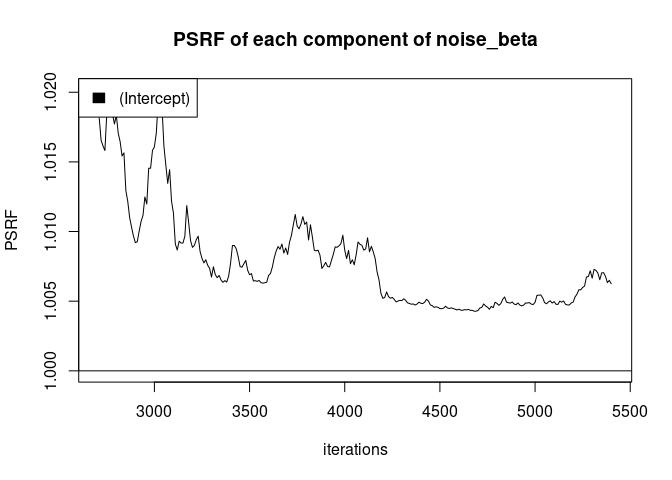 PSRF of each component of noise_beta
(Intercept)
PSRF
1.020
1.015
1.010
1.005
1.000
3000 3500 4000 4500 5000 5500
iterations